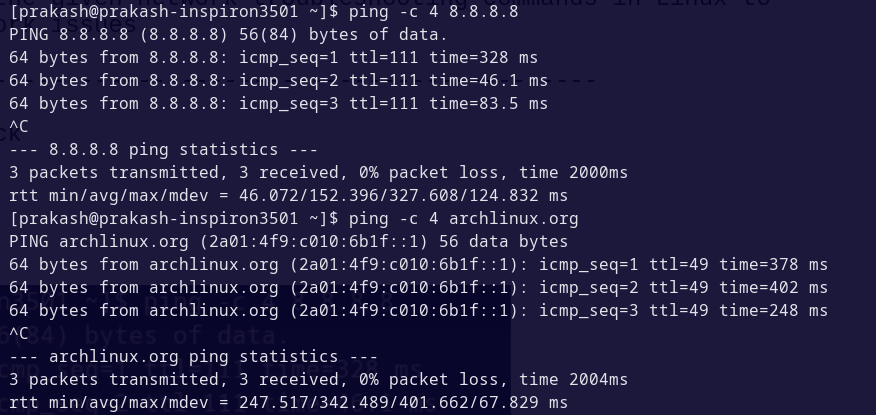 [prakash@prakash-inspiron3501 ~]$ ping -c 4 8.8.8.8
PING 8.8.8.8 (8.8.8.8) 56(84) bytes of data.
64 bytes from 8.8.8.8: icmp_seq=1 ttl=111 time=328 ms
64 bytes from 8.8.8.8: icmp_seq=2 ttl=111 time=46.1 ms
64 bytes from 8.8.8.8: icmp_seq=3 ttl=111 time=83.5 ms
^C
--- 8.8.8.8 ping statistics ---
3 packets transmitted, 3 received, 0% packet loss, time 2000ms
rtt min/avg/max/mdev = 46.072/152.396/327.608/124.832 ms
[prakash@prakash-inspiron3501 ~]$ ping -c 4 archlinux.org
PING archlinux.org (2a01:4f9:c010:6b1f::1) 56 data bytes
64 bytes from archlinux.org (2a01:4f9:c010:6b1f::1): icmp_seq=1 ttl=49 time=378 ms
64 bytes from archlinux.org (2a01:4f9:c010:6b1f::1): icmp_seq=2 ttl=49 time=402 ms
64 bytes from archlinux.org (2a01:4f9:c010:6b1f::1): icmp_seq=3 ttl=49 time=248 ms
^C
--- archlinux.org ping statistics ---
3 packets transmitted, 3 received, 0% packet loss, time 2004ms
rtt min/avg/max/mdev = 247.517/342.489/401.662/67.829 ms